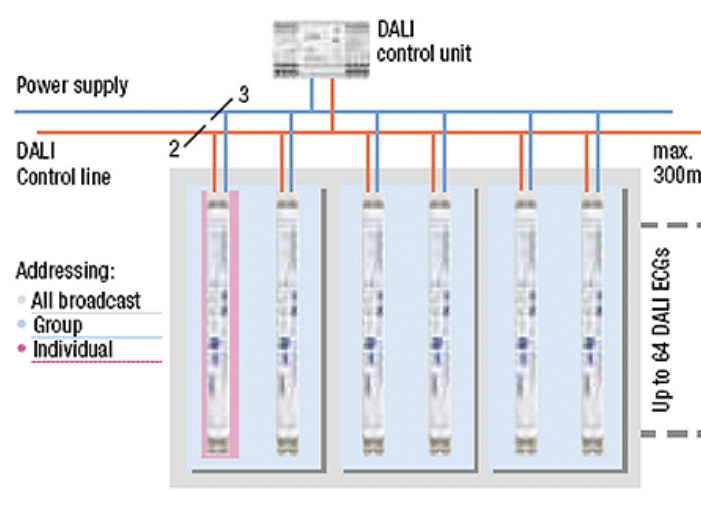 DALI
control unit
Power supply
3
2
DALI
Control line
max.
300m
Addressing:
All broadcast
Group
Individual
Up to 64 DALI ECGs